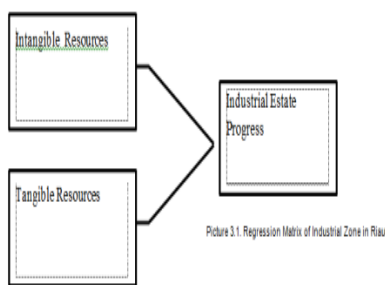 Intangible Resources
Industrial Estate
Progress
Tangible Resources
Picture 3.1. Regression Matrix of Industrial Zone in Riau